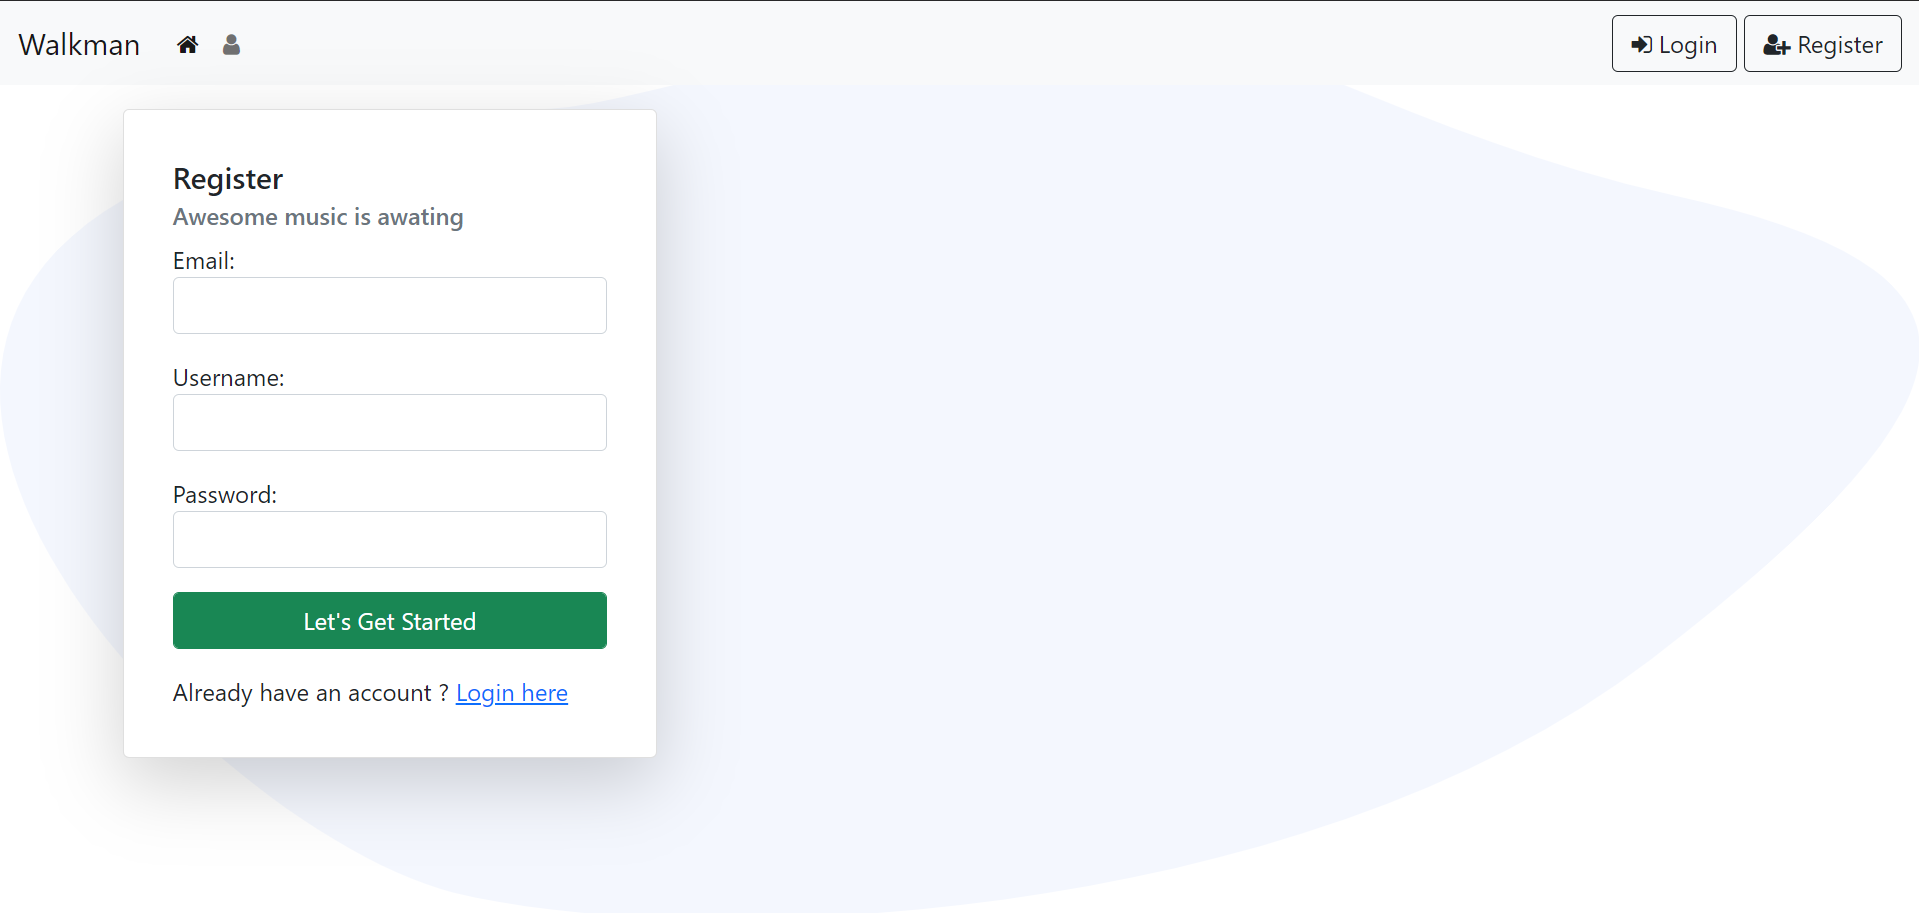 Walkman
Login
Register
Register
Awesome music is awating
Email:
Username:
Password:
Let's Get Started
Already have an account ? Login here